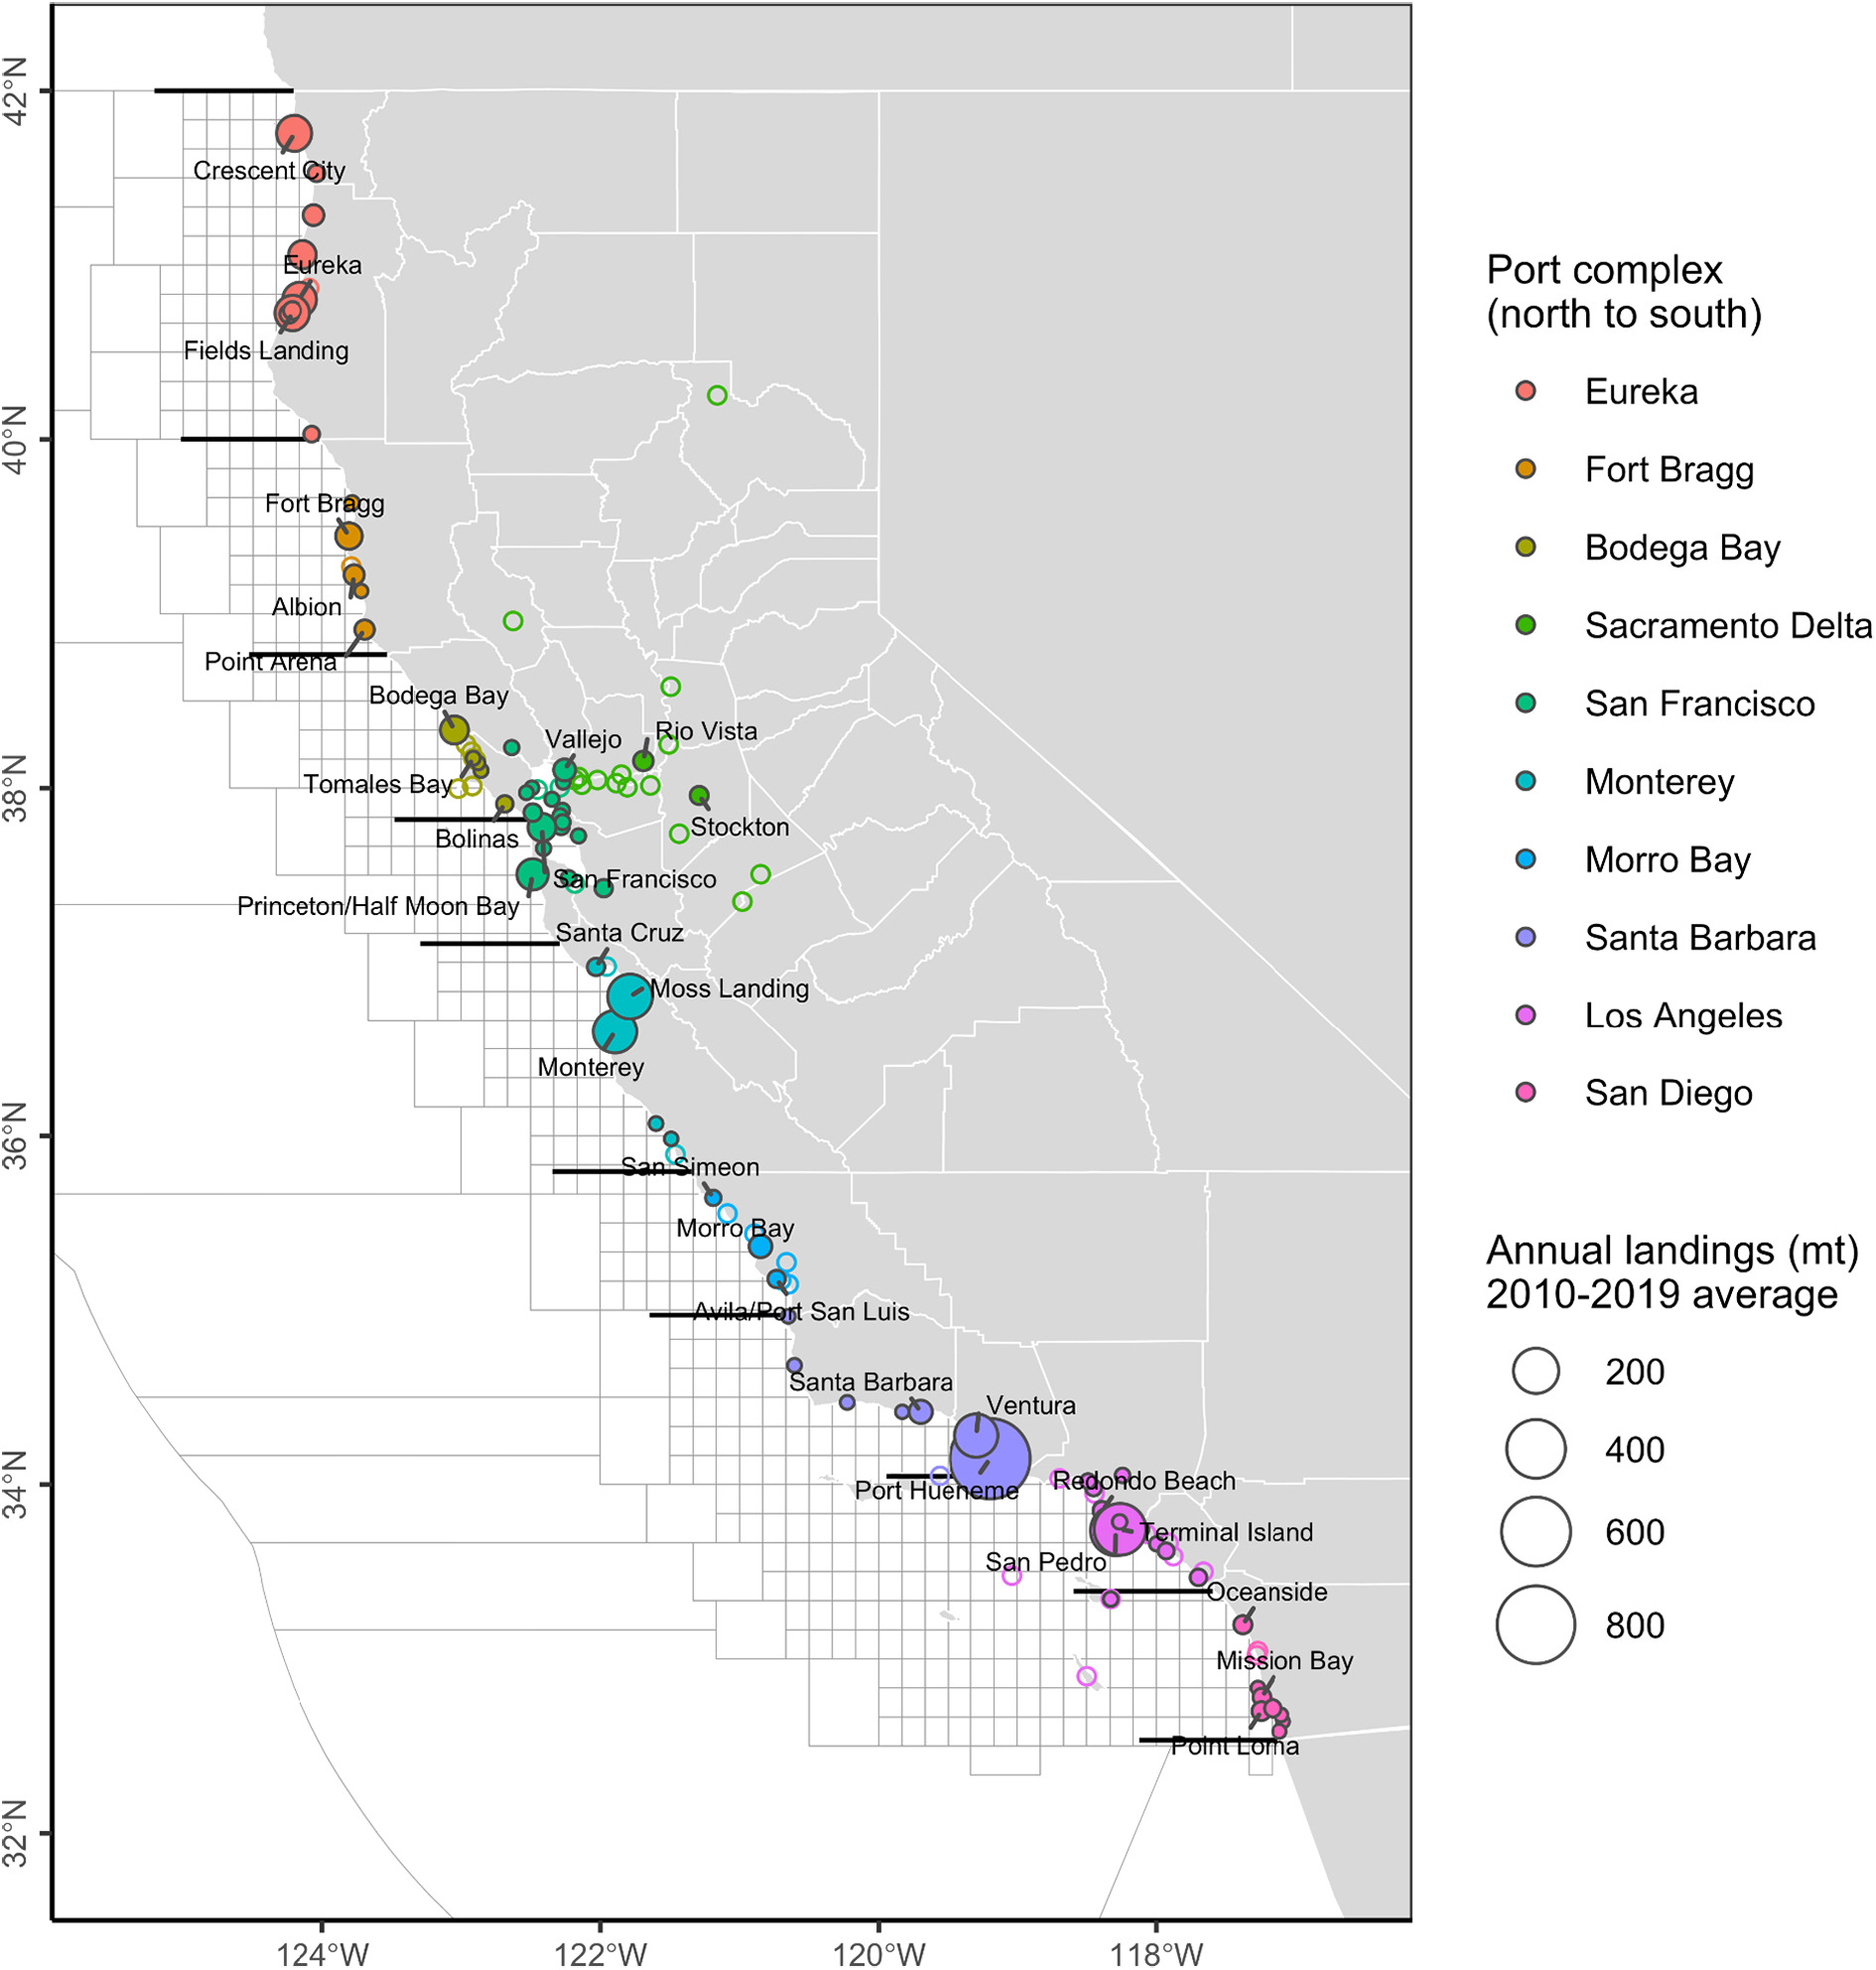 42°N
40°N
38°N
36°N
34°N
32°N
Crescent City
Eureka
Fields Landing
Fort Bragg
Albion
Point Arena
Bodega Bay
Vallejo
Rio Vista
Tomales Bay
Stockton
Bolinas
San Francisco
Princeton/Half Moon Bay
Santa Cruz
Moss Landing
Monterey
San Simeon
Morro Bay
Avila/Port San Luis
Santa Barbara
Ventura
Port Hueneme
Redondo Beach
Terminal Island
San Pedro
Oceanside
Mission Bay
Point Loma
124°W
122°W
120°W
118°W
Port complex
(north to south)
Eureka
Fort Bragg
Bodega Bay
Sacramento Delta
San Francisco
Monterey
Morro Bay
Santa Barbara
Los Angeles
San Diego
Annual landings (mt)
2010-2019 average
200
400
600
800